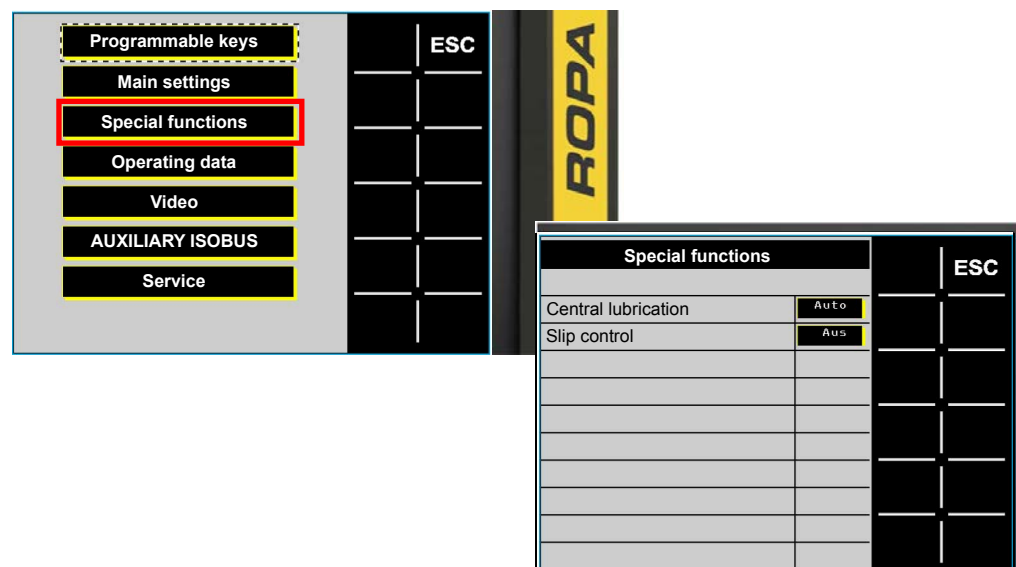 Programmable keys
ESC
Main settings
Special functions
Operating data
Video
AUXILIARY ISOBUS
Service
ROPA
Special functions
ESC
Central lubrication Auto
Slip control Aus